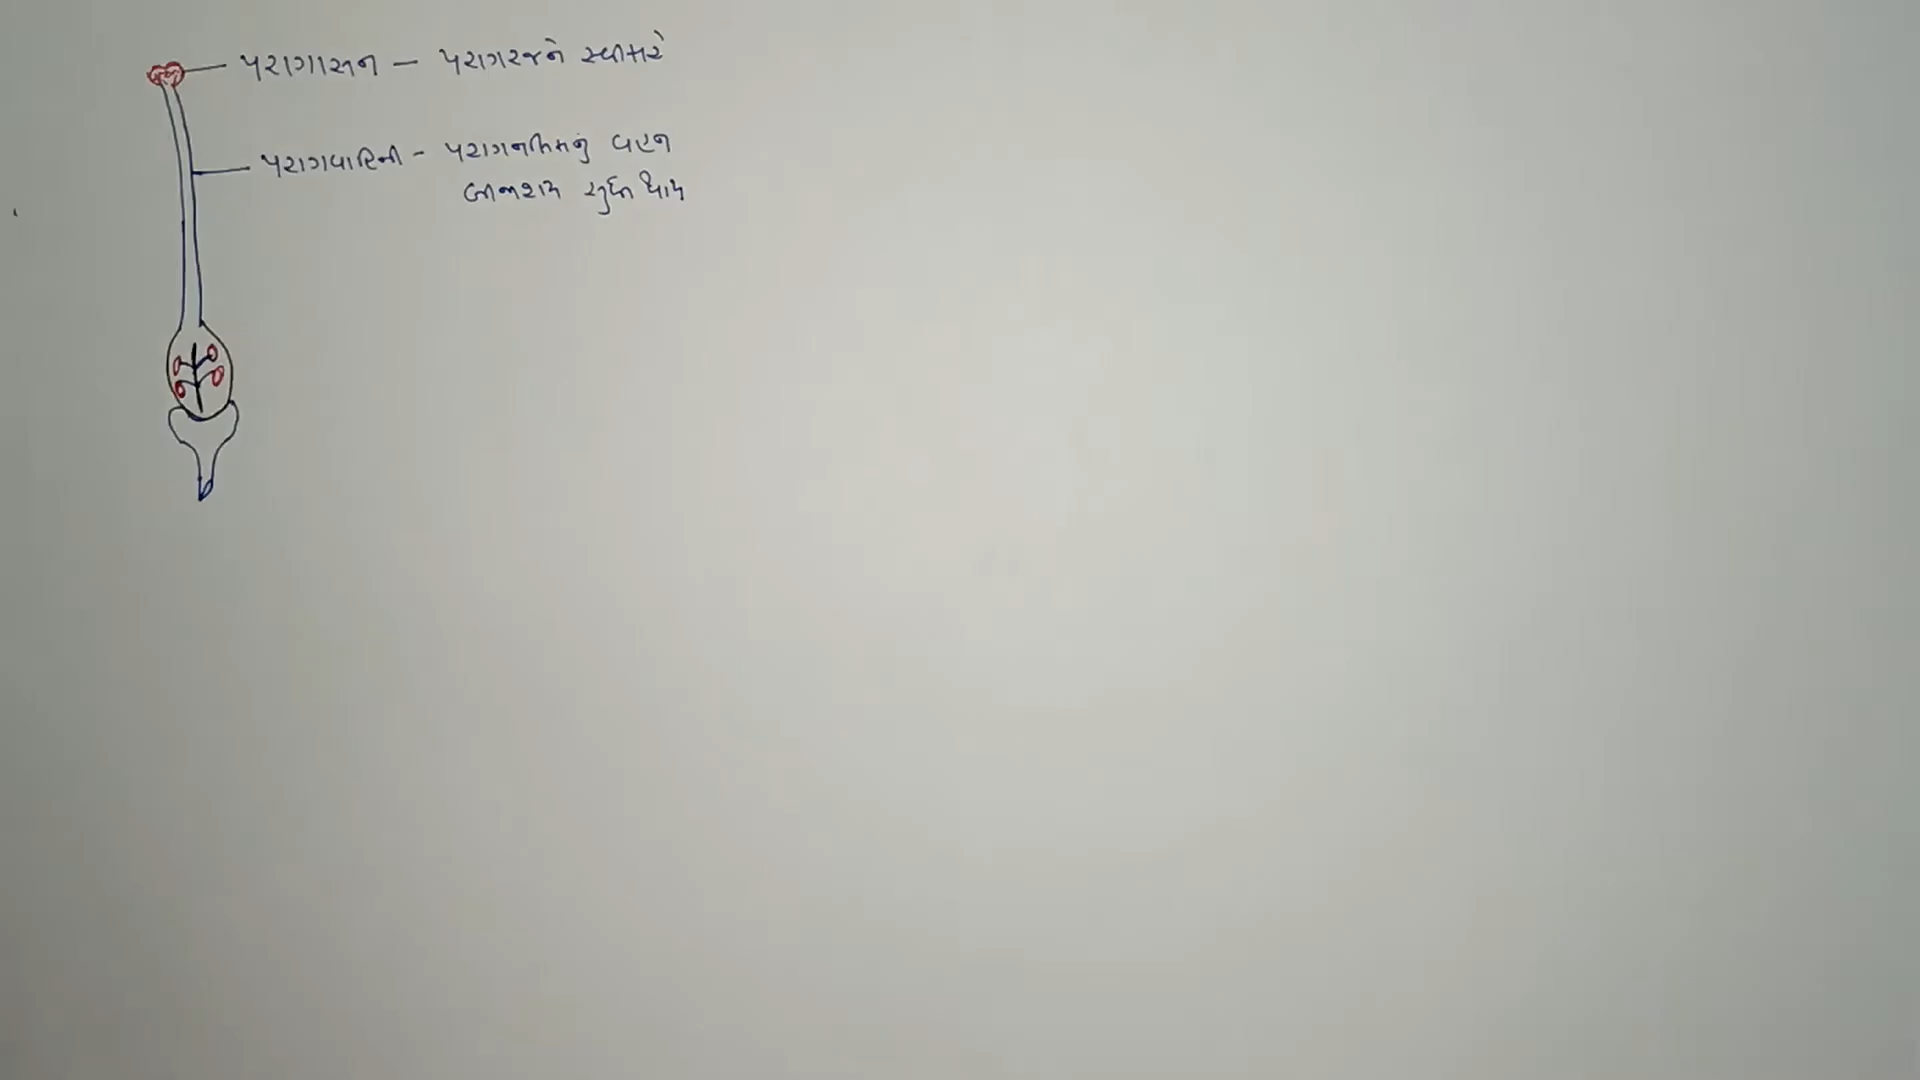 પરાગાસન – પરાગરજને સ્વીકારે
પરાગવાહિની - પરાગનલિકાનું વહન
બીજાશય સુધી થાય